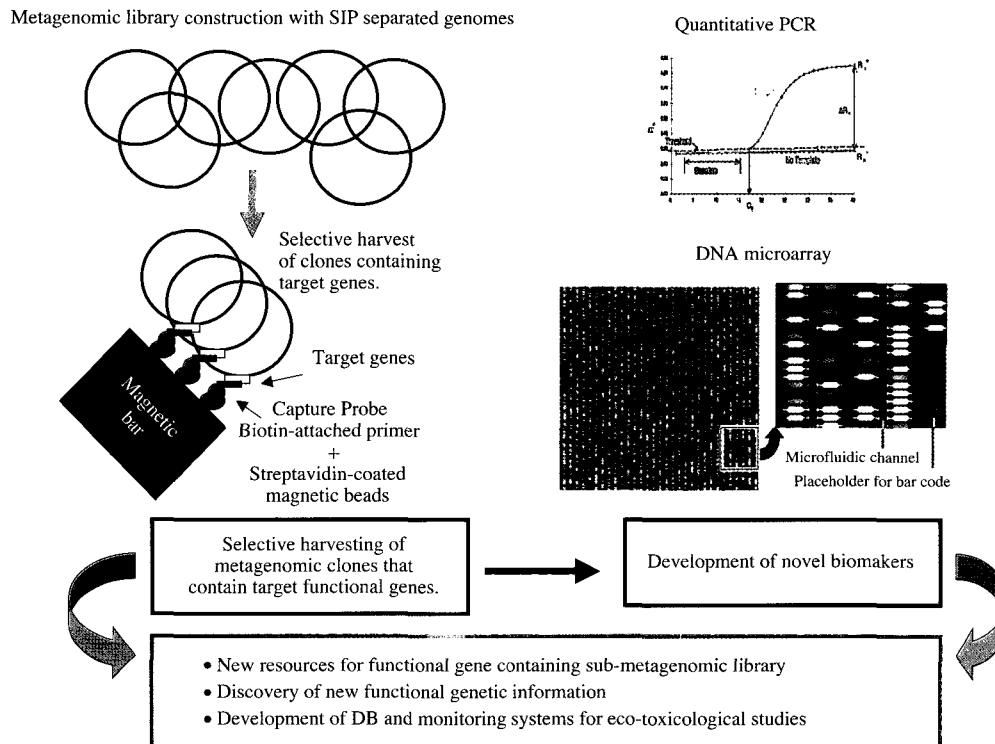 Metagenomic library construction with SIP separated genomes
Selective harvest
of clones containing
target genes.
Target genes
Magnetic
bar
Capture Probe
Biotin-attached primer
+
Streptavidin-coated
magnetic beads
Quantitative PCR
Threshold
No Template
DNA microarray
Microfluidic channel
Placeholder for bar code
Selective harvesting of
metagenomic clones that
contain target functional genes.
Development of novel biomakers
• New resources for functional gene containing sub-metagenomic library
• Discovery of new functional genetic information
• Development of DB and monitoring systems for eco-toxicological studies